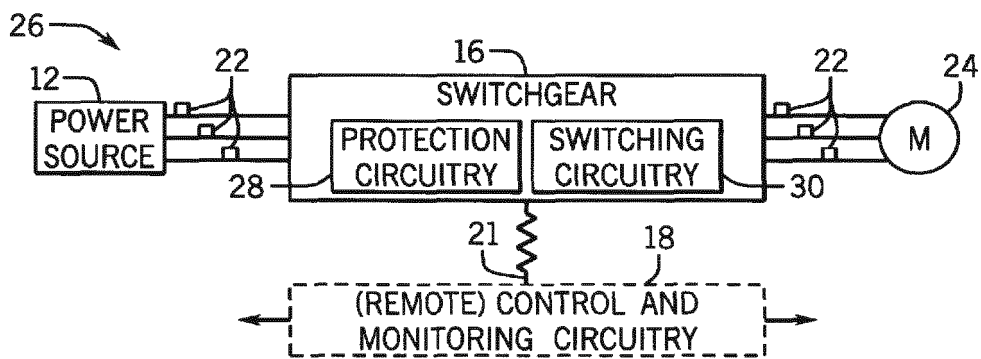 26
12
22
16
22
24
POWER
SOURCE
SWITCHGEAR
PROTECTION
CIRCUITRY
SWITCHING
CIRCUITRY
M
28
30
21
18
(REMOTE) CONTROL AND
MONITORING CIRCUITRY